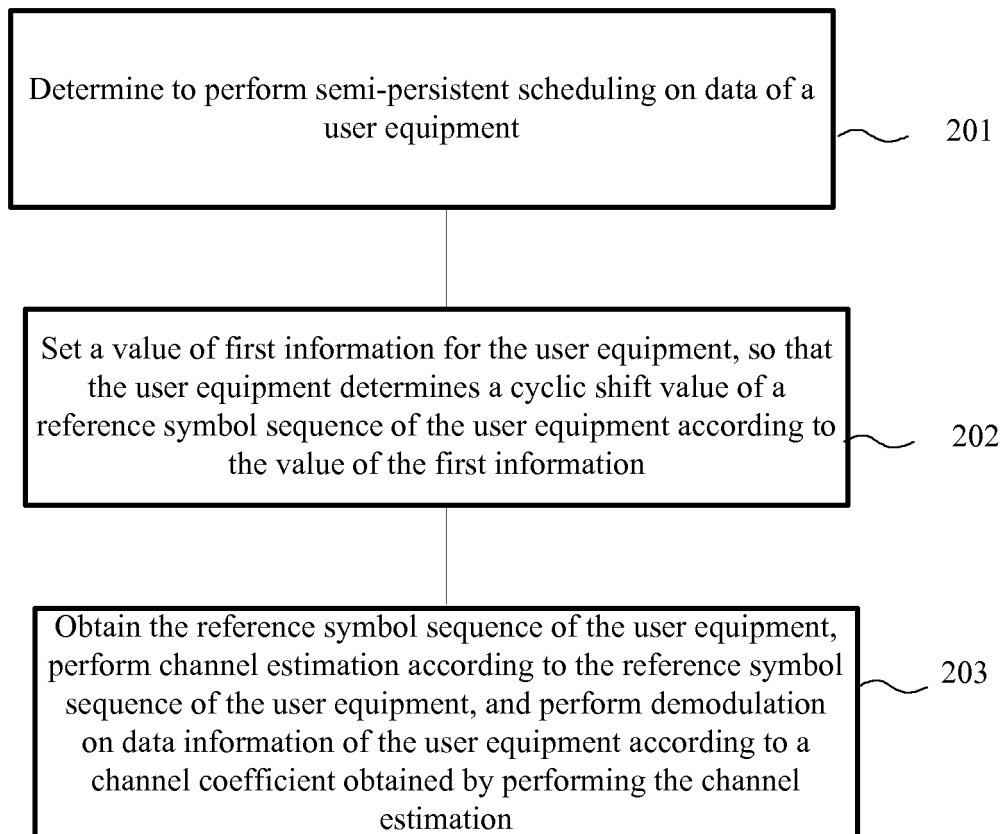 Determine to perform semi-persistent scheduling on data of a
user equipment
201
Set a value of first information for the user equipment, so that
the user equipment determines a cyclic shift value of a
reference symbol sequence of the user equipment according to
the value of the first information
202
Obtain the reference symbol sequence of the user equipment,
perform channel estimation according to the reference symbol
sequence of the user equipment, and perform demodulation
on data information of the user equipment according to a
channel coefficient obtained by performing the channel
estimation
203